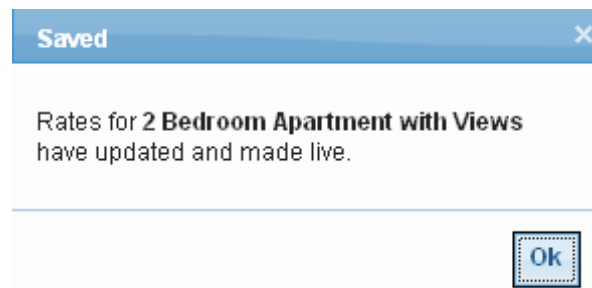 Saved
Rates for 2 Bedroom Apartment with Views
have updated and made live.
Ok